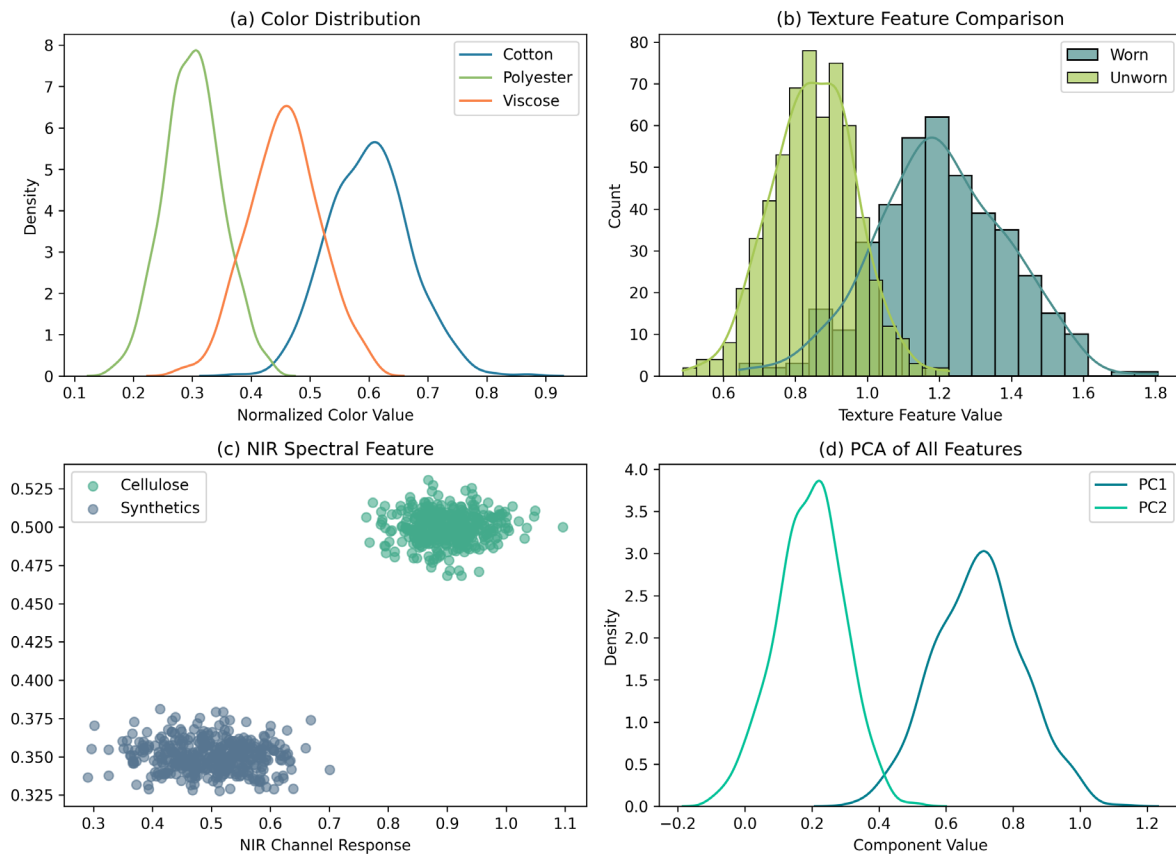 (a) Color Distribution
8
7
6
5
4
3
2
1
0
Density
0.1 0.2 0.3 0.4 0.5 0.6 0.7 0.8 0.9
Normalized Color Value
Cotton
Polyester
Viscose
(b) Texture Feature Comparison
80
70
60
50
40
30
20
10
0
Count
0.6 0.8 1.0 1.2 1.4 1.6 1.8
Texture Feature Value
Worn
Unworn
(c) NIR Spectral Feature
0.525
0.500
0.475
0.450
0.425
0.400
0.375
0.350
0.325
0.3 0.4 0.5 0.6 0.7 0.8 0.9 1.0 1.1
NIR Channel Response
Cellulose
Synthetics
(d) PCA of All Features
4.0
3.5
3.0
2.5
2.0
1.5
1.0
0.5
0.0
Density
−0.2 0.0 0.2 0.4 0.6 0.8 1.0 1.2
Component Value
PC1
PC2